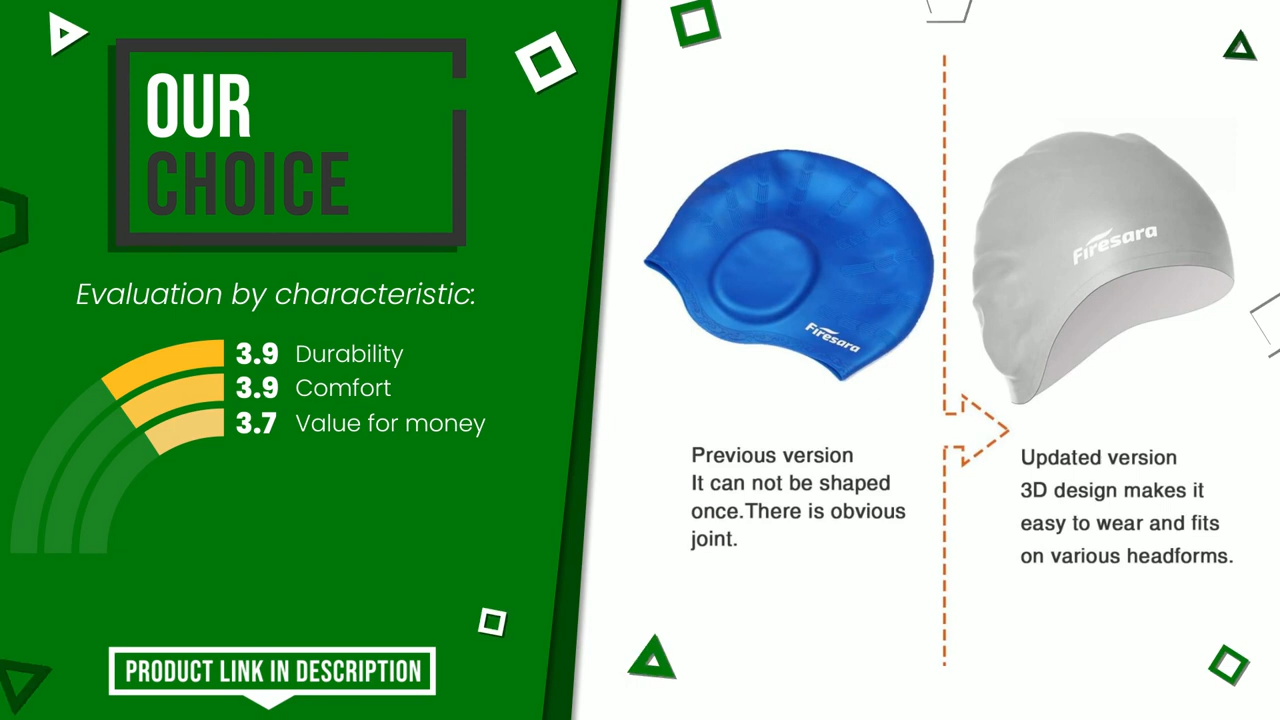 OUR
CHOICE
Evaluation by characteristic:
3.9 Durability
3.9 Comfort
3.7 Value for money
PRODUCT LINK IN DESCRIPTION
Firesara
Previous version
It can not be shaped
once.There is obvious
joint.
Firesara
Updated version
3D design makes it
easy to wear and fits
on various headforms.